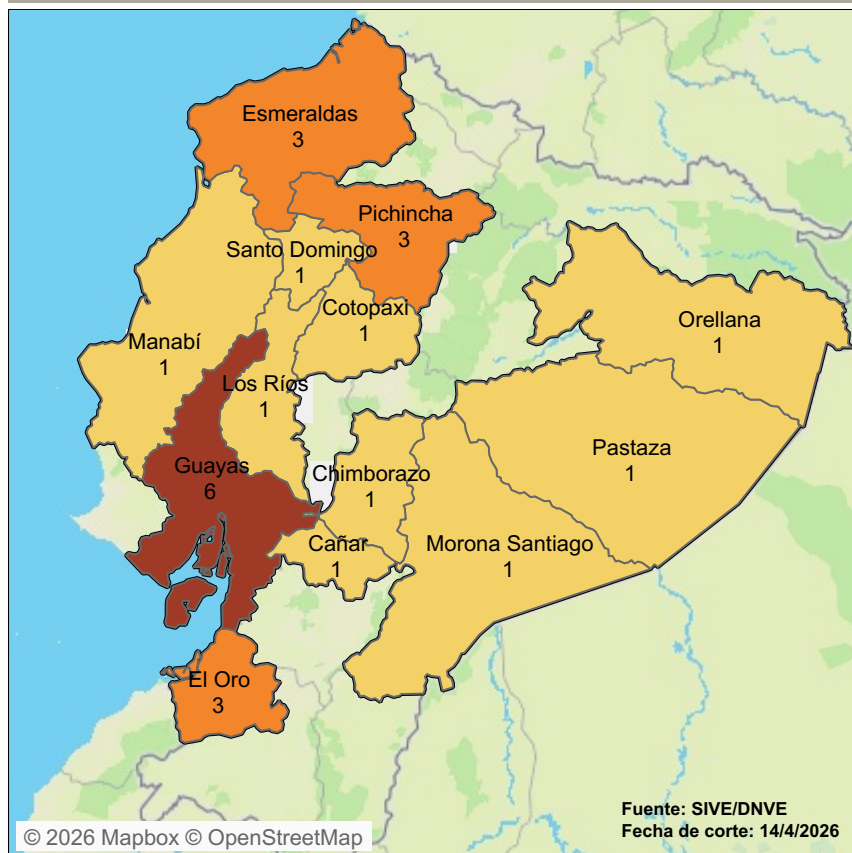 Esmeraldas
3
Pichincha
3
Santo Domingo
1
Cotopaxi
1
Orellana
1
Manabí
1
Los Ríos
1
Pastaza
1
Guayas
6
Chimborazo
1
Cañar
1
Morona Santiago
1
El Oro
3
Fuente: SIVE/DNVE
Fecha de corte: 14/4/2026
© 2026 Mapbox © OpenStreetMap